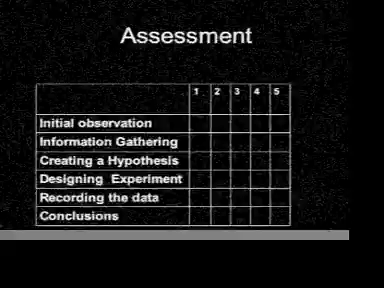 Assessment
1 2 3 4 5
Initial observation
Information Gathering
Creating a Hypothesis
Designing Experiment
Recording the data
Conclusions